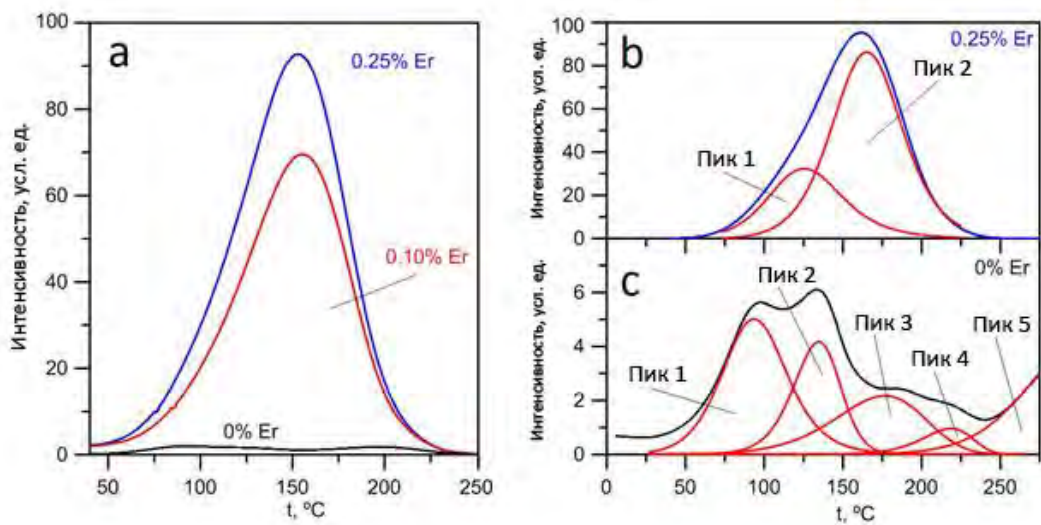 a
0.25% Er
0.10% Er
0% Er
Интенсивность, усл. ед.
100
80
60
40
20
0
50 100 150 200 250
t, ºC
b
0.25% Er
Пик 2
Пик 1
Интенсивность, усл. ед.
100
80
60
40
20
0
c
0% Er
Пик 2
Пик 3
Пик 5
Пик 4
Пик 1
Интенсивность, усл. ед.
6
4
2
0
0 50 100 150 200 250
t, ºC